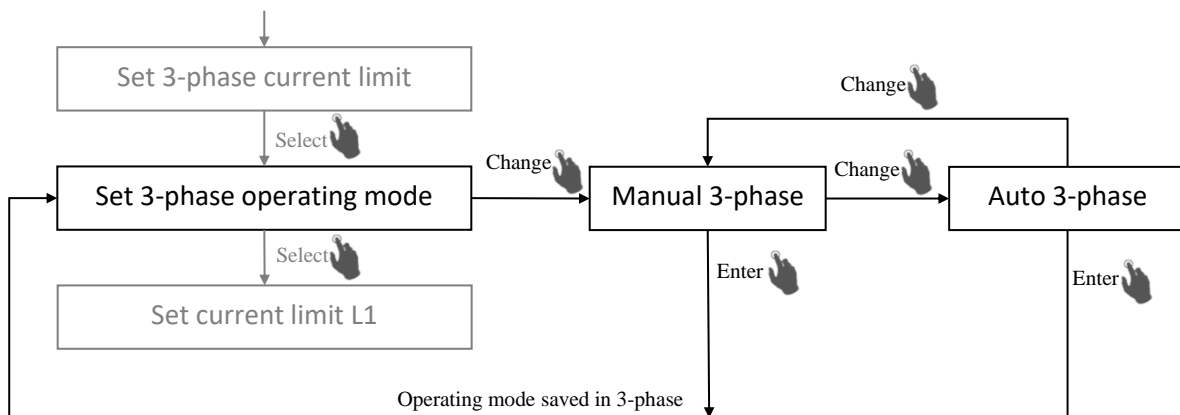 Set 3-phase current limit
Change
Select
Change
Change
Set 3-phase operating mode
Manual 3-phase
Auto 3-phase
Select
Enter
Enter
Set current limit L1
Operating mode saved in 3-phase